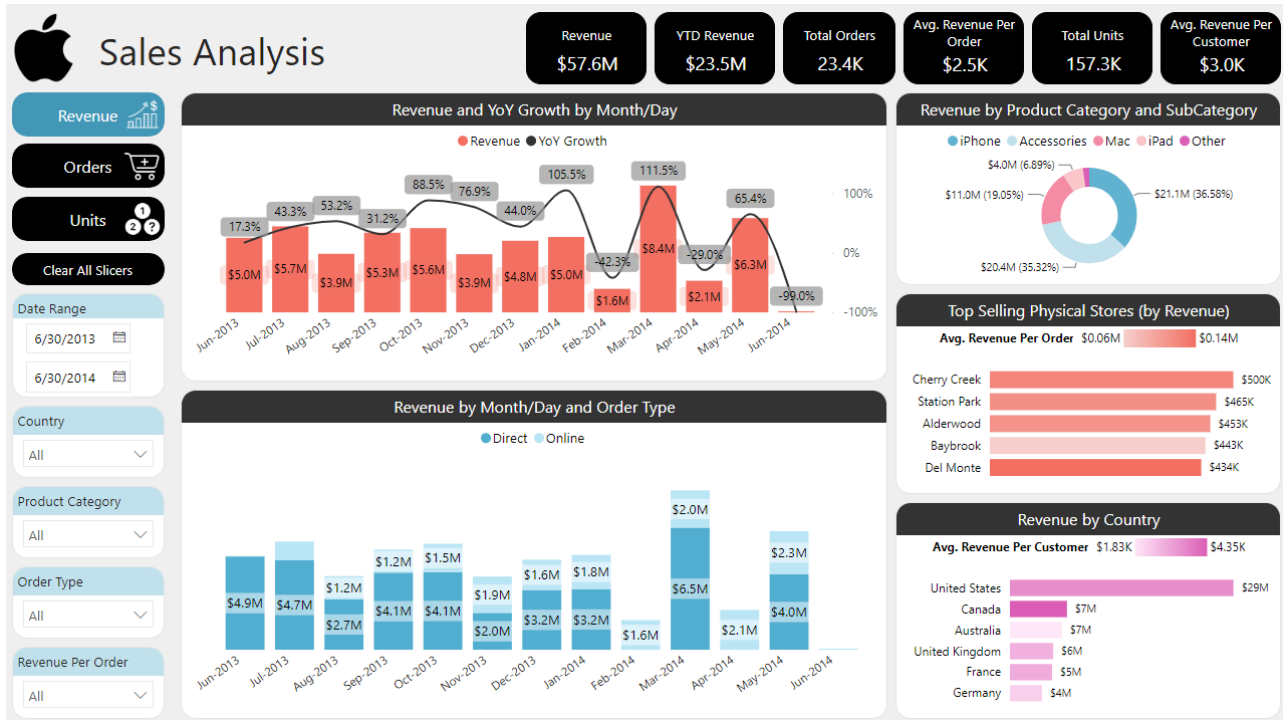 Sales Analysis
Revenue
$57.6M
YTD Revenue
$23.5M
Total Orders
23.4K
Avg. Revenue Per
Order
$2.5K
Total Units
157.3K
Avg. Revenue Per
Customer
$3.0K
Revenue
Orders
Units
Clear All Slicers
Date Range
6/30/2013
6/30/2014
Country
All
Product Category
All
Order Type
All
Revenue Per Order
All
Revenue and YoY Growth by Month/Day
Revenue YoY Growth
17.3% 43.3% 53.2% 31.2% 88.5% 76.9% 44.0% 105.5% -42.3% 111.5% -29.0% 65.4% -99.0%
$5.0M $5.7M $3.9M $5.3M $5.6M $3.9M $4.8M $5.0M $1.6M $8.4M $2.1M $6.3M
100%
0%
-100%
Jun-2013 Jul-2013 Aug-2013 Sep-2013 Oct-2013 Nov-2013 Dec-2013 Jan-2014 Feb-2014 Mar-2014 Apr-2014 May-2014 Jun-2014
Revenue by Month/Day and Order Type
Direct Online
$1.2M $1.2M $1.5M $1.9M $1.6M $1.8M $1.6M $2.0M $2.1M $2.3M
$4.9M $4.7M $2.7M $4.1M $4.1M $2.0M $3.2M $3.2M $6.5M $4.0M
Jun-2013 Jul-2013 Aug-2013 Sep-2013 Oct-2013 Nov-2013 Dec-2013 Jan-2014 Feb-2014 Mar-2014 Apr-2014 May-2014 Jun-2014
Revenue by Product Category and SubCategory
iPhone Accessories Mac iPad Other
$4.0M (6.89%)
$11.0M (19.05%)
$21.1M (36.58%)
$20.4M (35.32%)
Top Selling Physical Stores (by Revenue)
Avg. Revenue Per Order $0.06M $0.14M
Cherry Creek $500K
Station Park $465K
Alderwood $453K
Baybrook $443K
Del Monte $434K
Revenue by Country
Avg. Revenue Per Customer $1.83K $4.35K
United States $29M
Canada $7M
Australia $7M
United Kingdom $6M
France $5M
Germany $4M